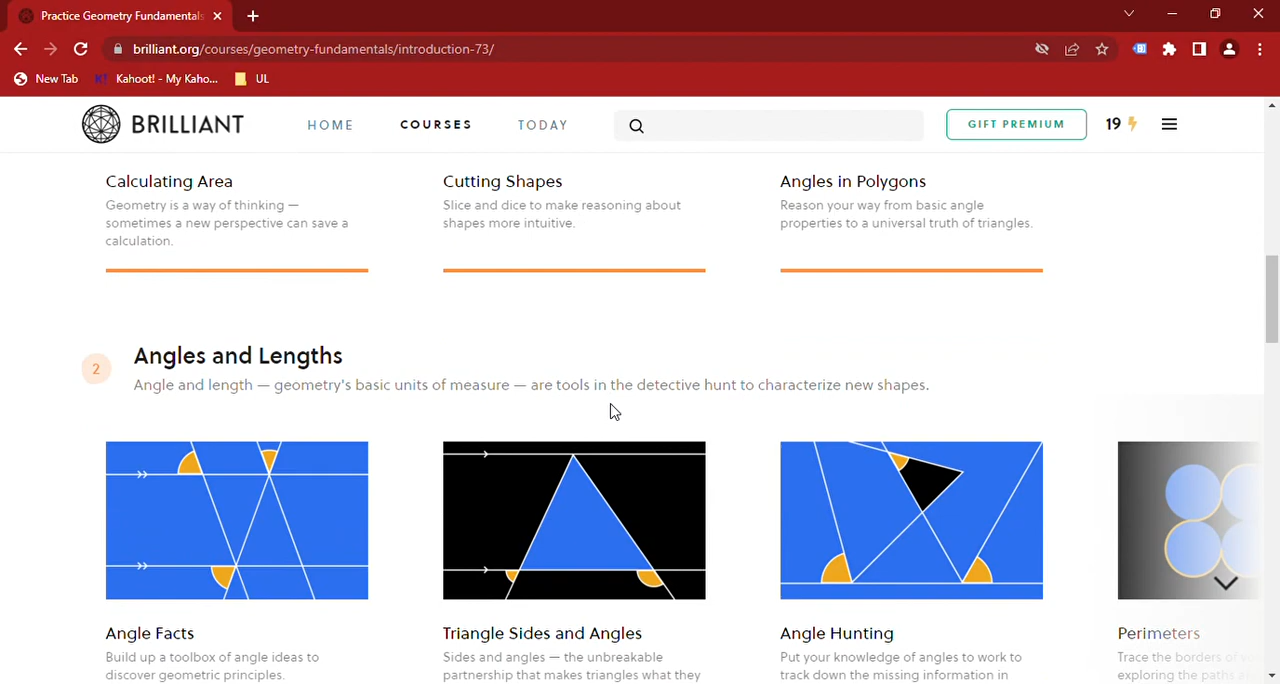 Practice Geometry Fundamentals
brilliant.org/courses/geometry-fundamentals/introduction-73/
New Tab
Kahoot! - My Kaho...
UL
BRILLIANT
HOME
COURSES
TODAY
GIFT PREMIUM
19
Calculating Area
Geometry is a way of thinking —
sometimes a new perspective can save a
calculation.
Cutting Shapes
Slice and dice to make reasoning about
shapes more intuitive.
Angles in Polygons
Reason your way from basic angle
properties to a universal truth of triangles.
2
Angles and Lengths
Angle and length — geometry's basic units of measure — are tools in the detective hunt to characterize new shapes.
Angle Facts
Build up a toolbox of angle ideas to
discover geometric principles.
Triangle Sides and Angles
Sides and angles — the unbreakable
partnership that makes triangles what they
Angle Hunting
Put your knowledge of angles to work to
track down the missing information in
Perimeters
Trace the borders of
exploring the paths